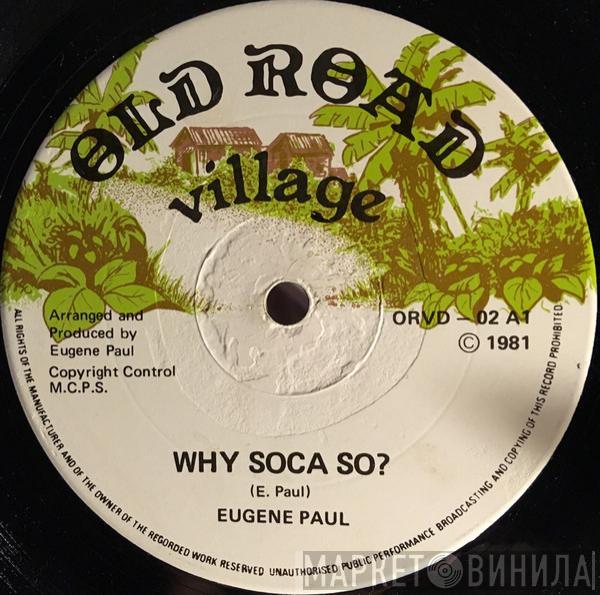 OLD ROAD
village
Arranged and
Produced by
Eugene Paul
Copyright Control
M.C.P.S.
ORVD - 02 A1
© 1981
WHY SOCA SO?
(E. Paul)
EUGENE PAUL
ALL RIGHTS OF THE MANUFACTURER AND OF THE OWNER OF THE REGORDED WORK RESERVED UNAUTHORISED PUBLIC PERFORMANCE BROADCASTING AND COPYING OF THIS RECORD PROHIBITED
МАРКЕТ ВИНИЛА